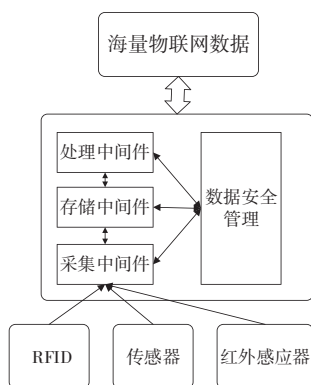 海量物联网数据
处理中间件
存储中间件
采集中间件
数据安全
管理
RFID
传感器
红外感应器